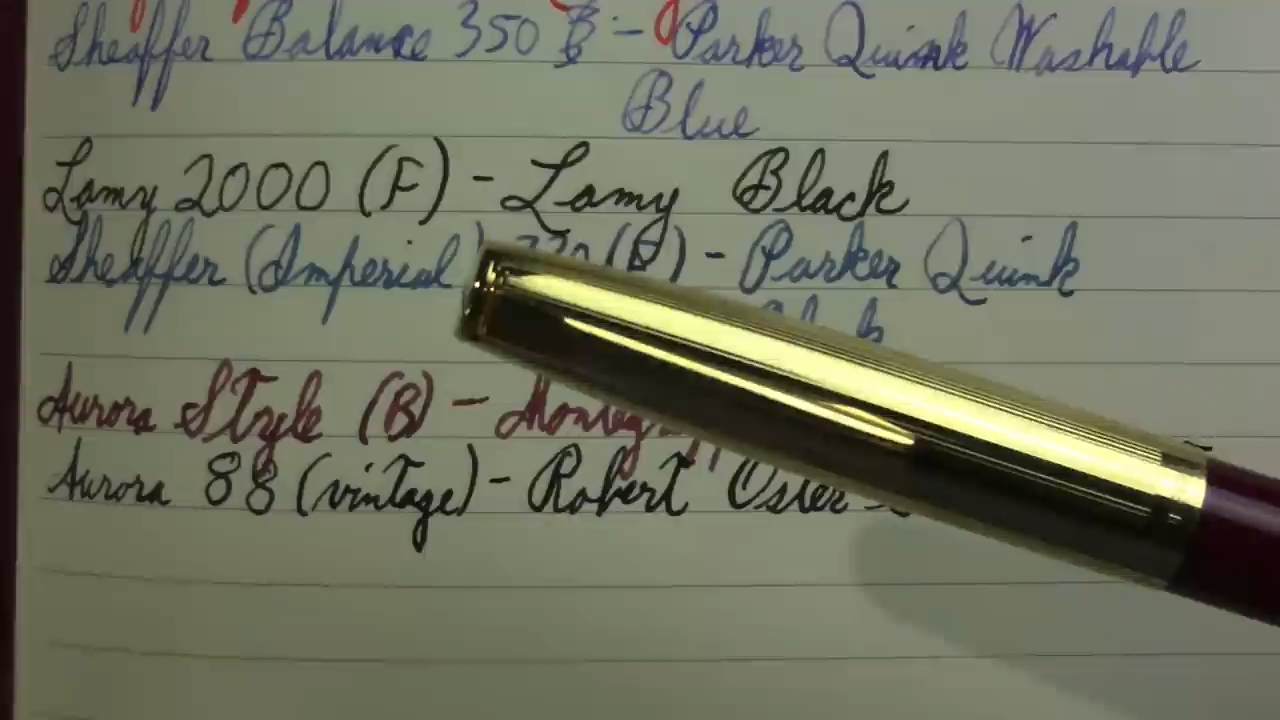 Sheaffer Balance 350 B - Parker Quink Washable
Blue
Lamy 2000 (F) - Lamy Black
Sheaffer (Imperial) - Parker Quink
Aurora Style (B) -
Aurora 88 (vintage) - Robert Oster -